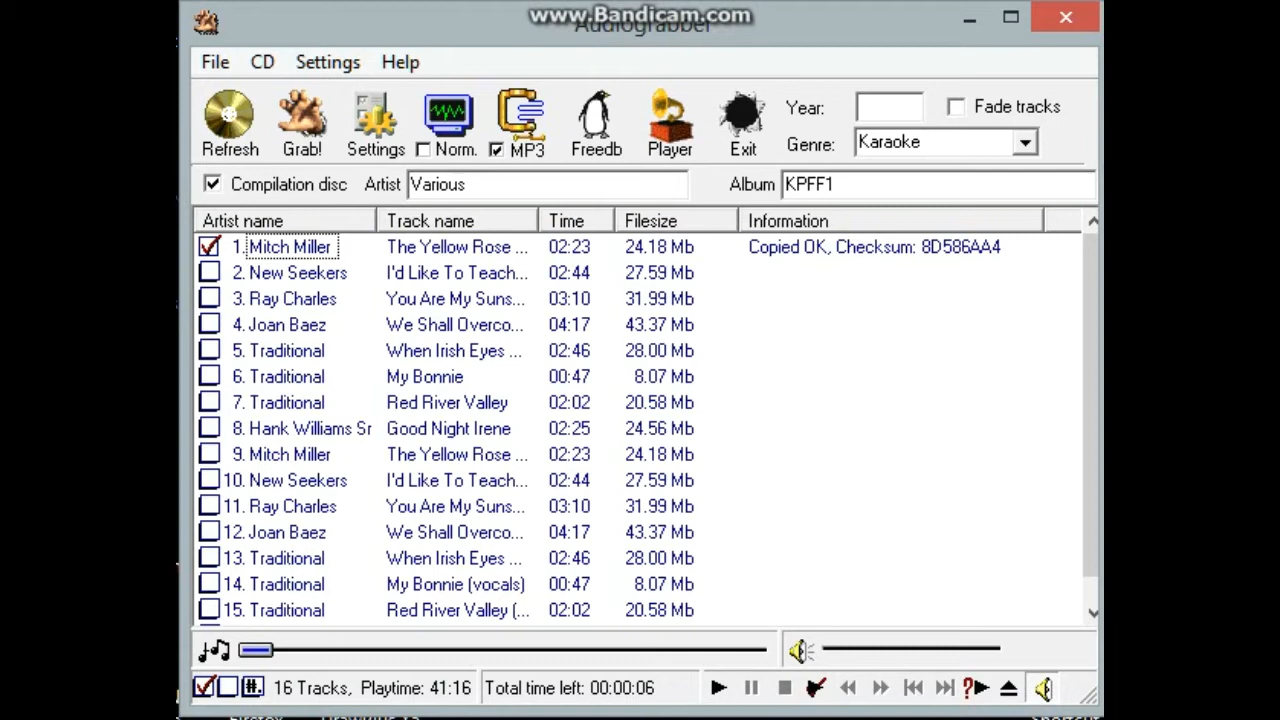 www.Bandicam.com
Audiograbber
File CD Settings Help
Refresh Grab! Settings Norm. MP3 Freedb Player Exit
Year: Fade tracks
Genre: Karaoke
Compilation disc Artist Various Album KPFF1
Artist name Track name Time Filesize Information
1. Mitch Miller The Yellow Rose ... 02:23 24.18 Mb Copied OK, Checksum: 8D586AA4
2. New Seekers I'd Like To Teach... 02:44 27.59 Mb
3. Ray Charles You Are My Suns... 03:10 31.99 Mb
4. Joan Baez We Shall Overco... 04:17 43.37 Mb
5. Traditional When Irish Eyes ... 02:46 28.00 Mb
6. Traditional My Bonnie 00:47 8.07 Mb
7. Traditional Red River Valley 02:02 20.58 Mb
8. Hank Williams Sr Good Night Irene 02:25 24.56 Mb
9. Mitch Miller The Yellow Rose ... 02:23 24.18 Mb
10. New Seekers I'd Like To Teach... 02:44 27.59 Mb
11. Ray Charles You Are My Suns... 03:10 31.99 Mb
12. Joan Baez We Shall Overco... 04:17 43.37 Mb
13. Traditional When Irish Eyes ... 02:46 28.00 Mb
14. Traditional My Bonnie (vocals) 00:47 8.07 Mb
15. Traditional Red River Valley (... 02:02 20.58 Mb
#. 16 Tracks, Playtime: 41:16 Total time left: 00:00:06 ?